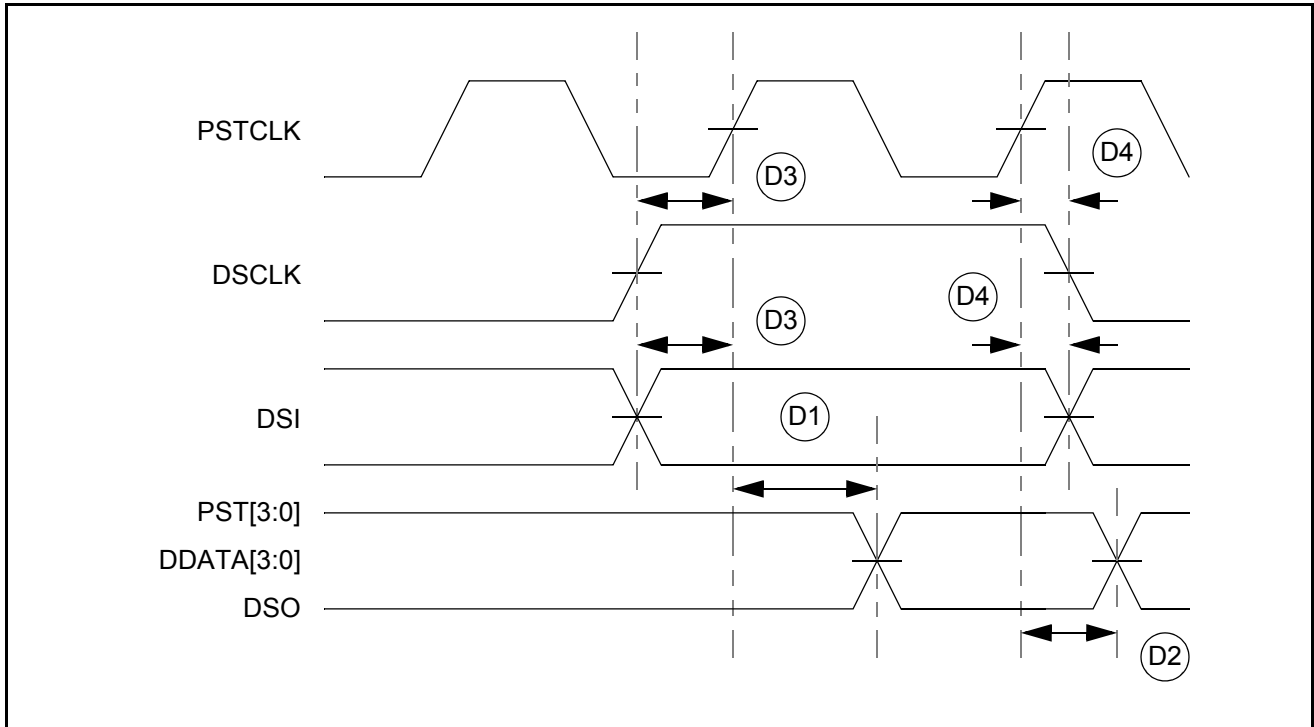 PSTCLK
D4
D3
DSCLK
D4
D3
DSI
D1
PST[3:0]
DDATA[3:0]
DSO
D2